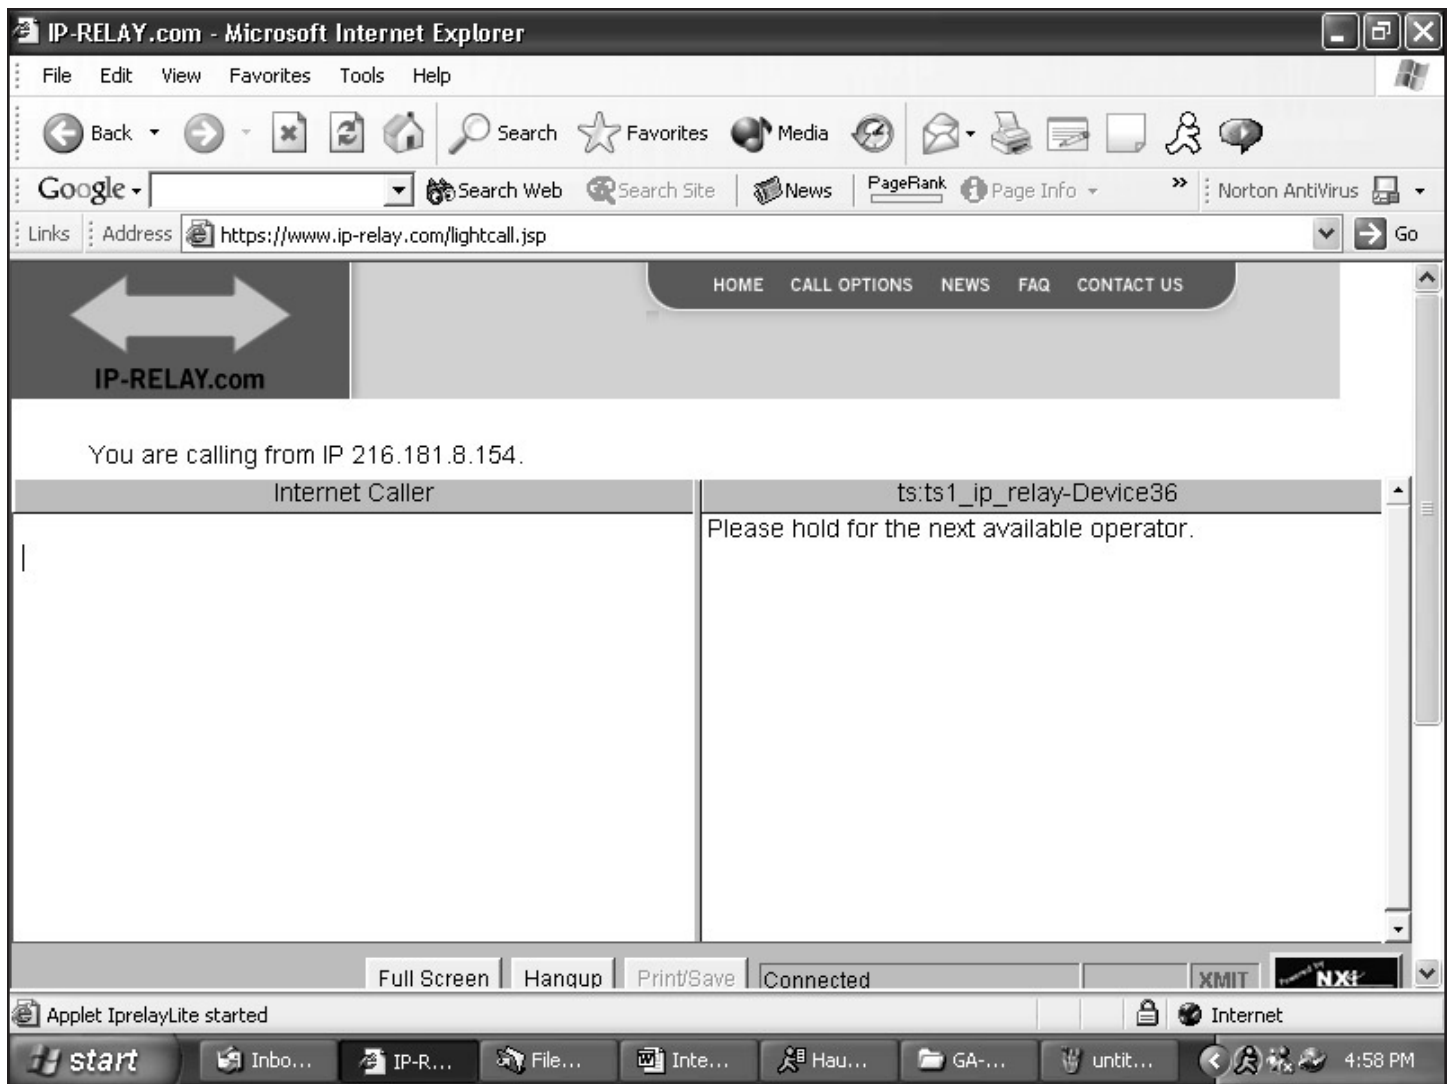 IP-RELAY.com - Microsoft Internet Explorer
File Edit View Favorites Tools Help
Back Search Favorites Media
Google Search Web Search Site News PageRank Page Info » Norton AntiVirus
Links Address https://www.ip-relay.com/lightcall.jsp Go
HOME CALL OPTIONS NEWS FAQ CONTACT US
IP-RELAY.com
You are calling from IP 216.181.8.154.
Internet Caller ts:ts1_ip_relay-Device36
Please hold for the next available operator.
Full Screen Hangup Print/Save Connected XMIT Powered by NXi
Applet IprelayLite started Internet
start Inbo... IP-R... File... Inte... Hau... GA-... untit... 4:58 PM